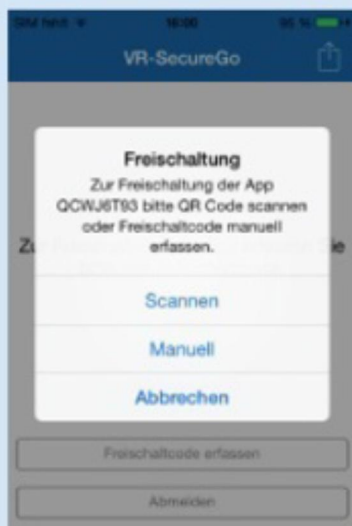 SIM fehlt 16:00 95 %
VR-SecureGo
Freischaltung
Zur Freischaltung der App
QCWJ6T93 bitte QR Code scannen
oder Freischaltcode manuell
erfassen.
Scannen
Manuell
Abbrechen
Freischaltcode erfassen
Abmelden